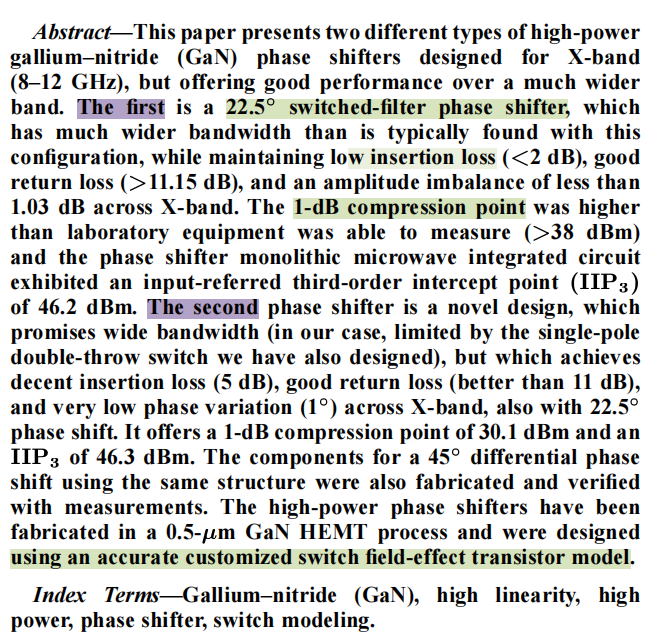 Abstract—This paper presents two different types of high-power
gallium–nitride (GaN) phase shifters designed for X-band
(8–12 GHz), but offering good performance over a much wider
band. The first is a 22.5° switched-filter phase shifter, which
has much wider bandwidth than is typically found with this
configuration, while maintaining low insertion loss (<2 dB), good
return loss (>11.15 dB), and an amplitude imbalance of less than
1.03 dB across X-band. The 1-dB compression point was higher
than laboratory equipment was able to measure (>38 dBm)
and the phase shifter monolithic microwave integrated circuit
exhibited an input-referred third-order intercept point (IIP₃)
of 46.2 dBm. The second phase shifter is a novel design, which
promises wide bandwidth (in our case, limited by the single-pole
double-throw switch we have also designed), but which achieves
decent insertion loss (5 dB), good return loss (better than 11 dB),
and very low phase variation (1°) across X-band, also with 22.5°
phase shift. It offers a 1-dB compression point of 30.1 dBm and an
IIP₃ of 46.3 dBm. The components for a 45° differential phase
shift using the same structure were also fabricated and verified
with measurements. The high-power phase shifters have been
fabricated in a 0.5-μm GaN HEMT process and were designed
using an accurate customized switch field-effect transistor model.
Index Terms—Gallium–nitride (GaN), high linearity, high
power, phase shifter, switch modeling.